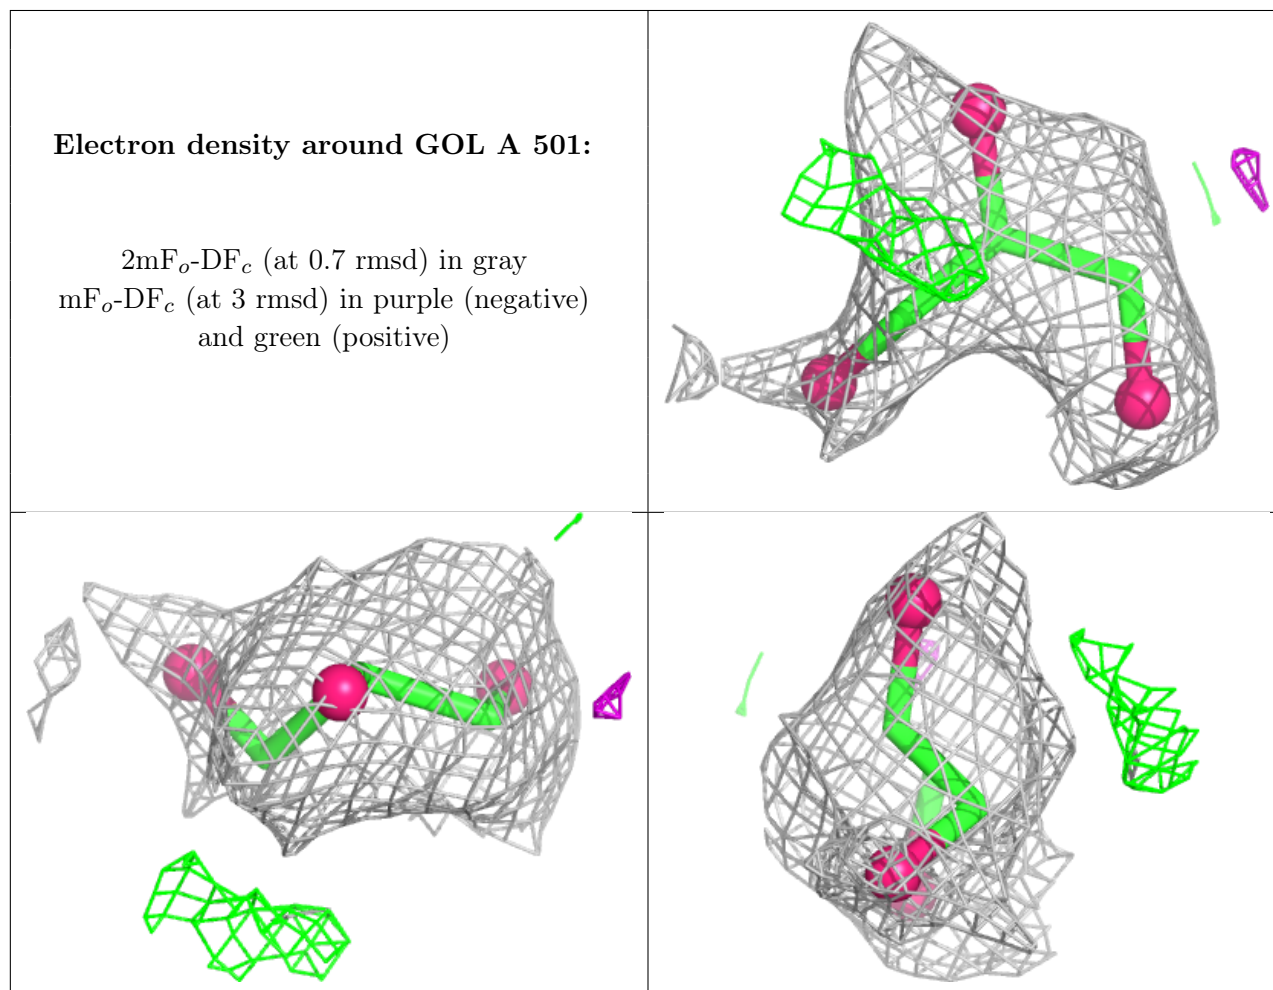 Electron density around GOL A 501:
2mFo-DFc (at 0.7 rmsd) in gray
mFo-DFc (at 3 rmsd) in purple (negative)
and green (positive)